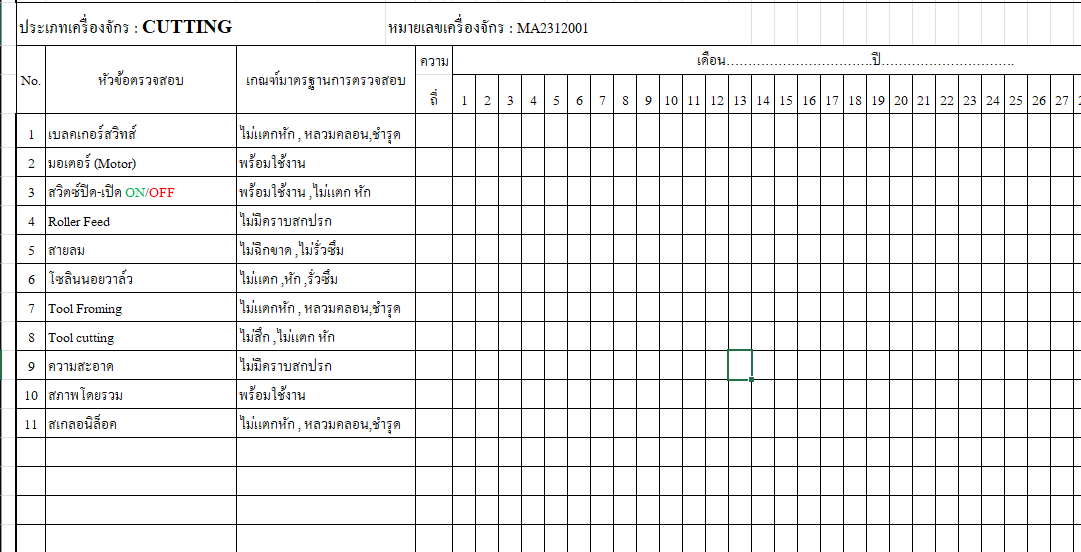 ประเภทเครื่องจักร : CUTTING หมายเลขเครื่องจักร : MA2312001
No. หัวข้อตรวจสอบ เกณฑ์มาตรฐานการตรวจสอบ ความถี่ เดือน..................................ปี...............................
1 2 3 4 5 6 7 8 9 10 11 12 13 14 15 16 17 18 19 20 21 22 23 24 25 26 27
1 เบลคเกอร์สวิทส์ ไม่แตกหัก , หลวมคลอน,ชำรุด
2 มอเตอร์ (Motor) พร้อมใช้งาน
3 สวิตซ์ปิด-เปิด ON/OFF พร้อมใช้งาน ,ไม่แตก หัก
4 Roller Feed ไม่มีคราบสกปรก
5 สายลม ไม่ฉีกขาด ,ไม่รั่วซึม
6 โซลินนอยวาล์ว ไม่แตก ,หัก ,รั่วซึ่ม
7 Tool Froming ไม่แตกหัก , หลวมคลอน,ชำรุด
8 Tool cutting ไม่สึก ,ไม่แตก หัก
9 ความสะอาด ไม่มีคราบสกปรก
10 สภาพโดยรวม พร้อมใช้งาน
11 สเกลอนิล็อค ไม่แตกหัก , หลวมคลอน,ชำรุด